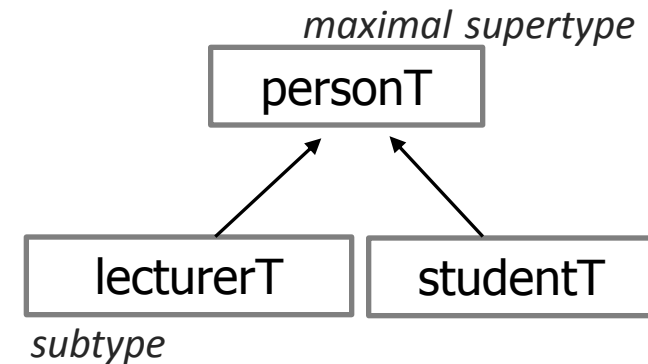 maximal supertype
personT
lecturerT
studentT
subtype